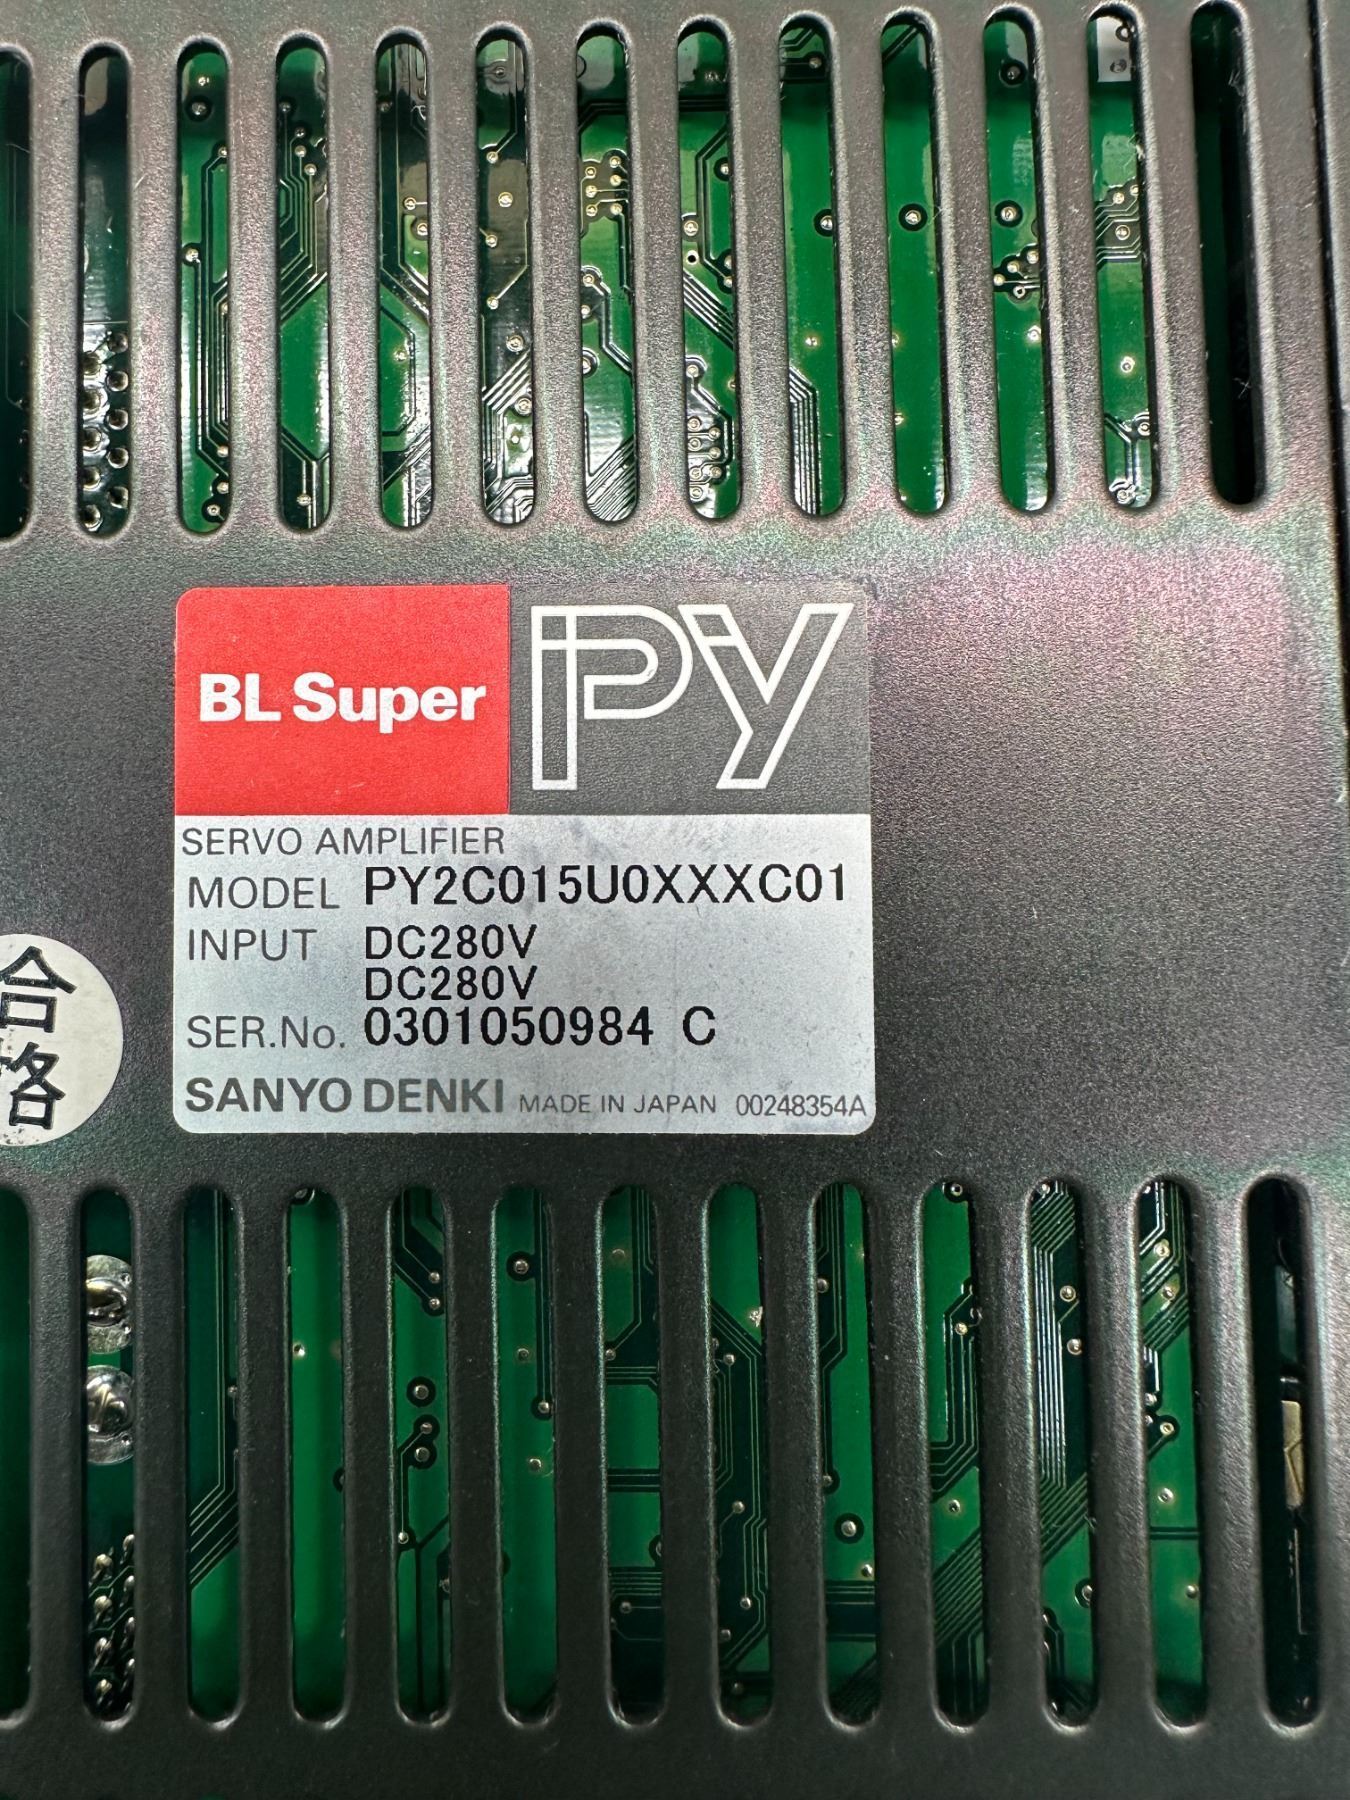 BL Super PY
SERVO AMPLIFIER
MODEL PY2C015U0XXXC01
INPUT DC280V
DC280V
SER.No. 0301050984 C
SANYO DENKI MADE IN JAPAN 00248354A
合
格